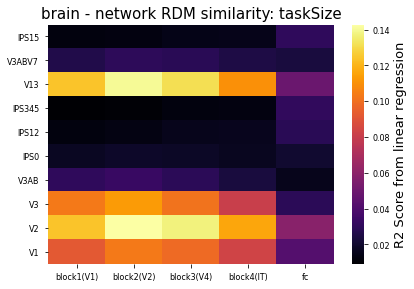 brain - network RDM similarity: taskSize
IPS15
V3ABV7
V13
IPS345
IPS12
IPS0
V3AB
V3
V2
V1
block1(V1) block2(V2) block3(V4) block4(IT) fc
0.14
0.12
0.10
0.08
0.06
0.04
0.02
R2 Score from linear regression